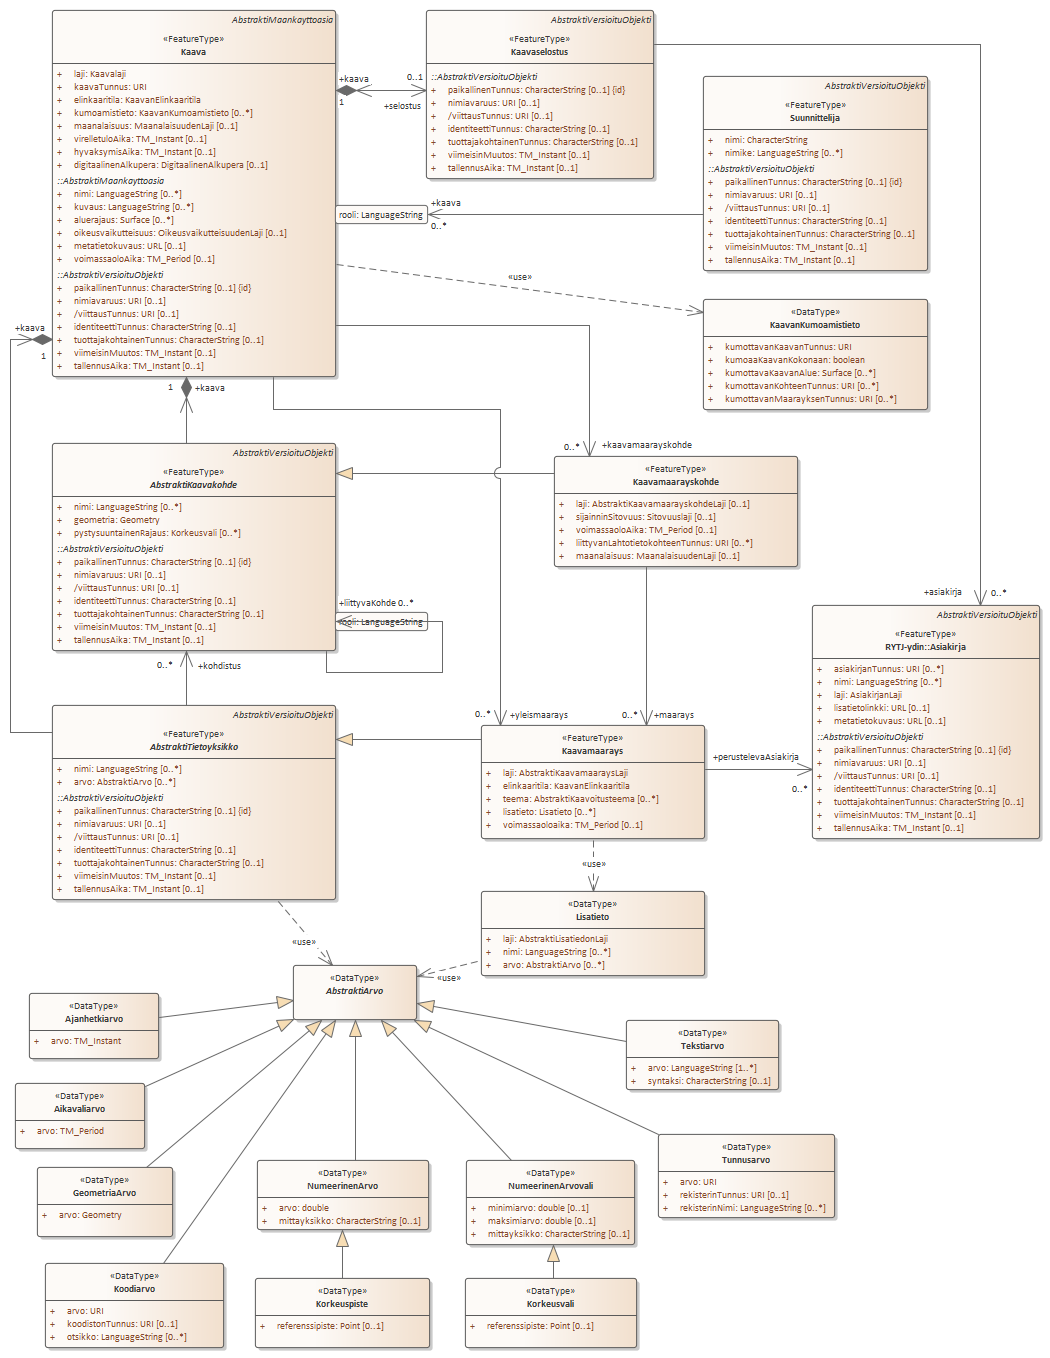 AbstraktiMaankayttoasia
«FeatureType»
Kaava
+ laji: Kaavalaji
+ kaavaTunnus: URI
+ elinkaaritila: KaavanElinkaaritila
+ kumoamistieto: KaavanKumoamistieto [0..*]
+ maanalaisuus: MaanalaisuudenLaji [0..1]
+ vireilletuloAika: TM_Instant [0..1]
+ hyvaksymisAika: TM_Instant [0..1]
+ digitaalinenAlkupera: DigitaalinenAlkupera [0..1]
::AbstraktiMaankayttoasia
+ nimi: LanguageString [0..*]
+ kuvaus: LanguageString [0..*]
+ aluerajaus: Surface [0..*]
+ oikeusvaikutteisuus: OikeusvaikutteisuudenLaji [0..1]
+ metatietokuvaus: URL [0..1]
+ voimassaoloAika: TM_Period [0..1]
::AbstraktiVersioituObjekti
+ paikallinenTunnus: CharacterString [0..1] {id}
+ nimiavaruus: URI [0..1]
+ /viittausTunnus: URI [0..1]
+ identiteettiTunnus: CharacterString [0..1]
+ tuottajakohtainenTunnus: CharacterString [0..1]
+ viimeisinMuutos: TM_Instant [0..1]
+ tallennusAika: TM_Instant [0..1]
+kaava
1
0..1
+selostus
AbstraktiVersioituObjekti
«FeatureType»
Kaavaselostus
::AbstraktiVersioituObjekti
+ paikallinenTunnus: CharacterString [0..1] {id}
+ nimiavaruus: URI [0..1]
+ /viittausTunnus: URI [0..1]
+ identiteettiTunnus: CharacterString [0..1]
+ tuottajakohtainenTunnus: CharacterString [0..1]
+ viimeisinMuutos: TM_Instant [0..1]
+ tallennusAika: TM_Instant [0..1]
AbstraktiVersioituObjekti
«FeatureType»
Suunnittelija
+ nimi: CharacterString
+ nimike: LanguageString [0..*]
::AbstraktiVersioituObjekti
+ paikallinenTunnus: CharacterString [0..1] {id}
+ nimiavaruus: URI [0..1]
+ /viittausTunnus: URI [0..1]
+ identiteettiTunnus: CharacterString [0..1]
+ tuottajakohtainenTunnus: CharacterString [0..1]
+ viimeisinMuutos: TM_Instant [0..1]
+ tallennusAika: TM_Instant [0..1]
rooli: LanguageString
+kaava
0..*
«use»
«DataType»
KaavanKumoamistieto
+ kumottavanKaavanTunnus: URI
+ kumoaaKaavanKokonaan: boolean
+ kumottavaKaavanAlue: Surface [0..*]
+ kumottavanKohteenTunnus: URI [0..*]
+ kumottavanMaarayksenTunnus: URI [0..*]
+kaava
1
1
+kaava
AbstraktiVersioituObjekti
«FeatureType»
AbstraktiKaavakohde
+ nimi: LanguageString [0..*]
+ geometria: Geometry
+ pystysuuntainenRajaus: Korkeusvali [0..*]
::AbstraktiVersioituObjekti
+ paikallinenTunnus: CharacterString [0..1] {id}
+ nimiavaruus: URI [0..1]
+ /viittausTunnus: URI [0..1]
+ identiteettiTunnus: CharacterString [0..1]
+ tuottajakohtainenTunnus: CharacterString [0..1]
+ viimeisinMuutos: TM_Instant [0..1]
+ tallennusAika: TM_Instant [0..1]
0..*
+kaavamaarayskohde
«FeatureType»
Kaavamaarayskohde
+ laji: AbstraktiKaavamaarayskohdeLaji [0..1]
+ sijainninSitovuus: Sitovuuslaji [0..1]
+ voimassaoloAika: TM_Period [0..1]
+ liittyvanLahtotietokohteenTunnus: URI [0..*]
+ maanalaisuus: MaanalaisuudenLaji [0..1]
+liittyvaKohde 0..*
rooli: LanguageString
+asiakirja
0..*
AbstraktiVersioituObjekti
«FeatureType»
RYTJ-ydin::Asiakirja
+ asiakirjanTunnus: URI [0..*]
+ nimi: LanguageString [0..*]
+ laji: AsiakirjanLaji
+ lisatietolinkki: URL [0..1]
+ metatietokuvaus: URL [0..1]
::AbstraktiVersioituObjekti
+ paikallinenTunnus: CharacterString [0..1] {id}
+ nimiavaruus: URI [0..1]
+ /viittausTunnus: URI [0..1]
+ identiteettiTunnus: CharacterString [0..1]
+ tuottajakohtainenTunnus: CharacterString [0..1]
+ viimeisinMuutos: TM_Instant [0..1]
+ tallennusAika: TM_Instant [0..1]
0..*
+kohdistus
AbstraktiVersioituObjekti
«FeatureType»
AbstraktiTietoyksikko
+ nimi: LanguageString [0..*]
+ arvo: AbstraktiArvo [0..*]
::AbstraktiVersioituObjekti
+ paikallinenTunnus: CharacterString [0..1] {id}
+ nimiavaruus: URI [0..1]
+ /viittausTunnus: URI [0..1]
+ identiteettiTunnus: CharacterString [0..1]
+ tuottajakohtainenTunnus: CharacterString [0..1]
+ viimeisinMuutos: TM_Instant [0..1]
+ tallennusAika: TM_Instant [0..1]
0..*
+yleismaarays
0..*
+maarays
«FeatureType»
Kaavamaarays
+ laji: AbstraktiKaavamaaraysLaji
+ elinkaaritila: KaavanElinkaaritila
+ teema: AbstraktiKaavoitusteema [0..*]
+ lisatieto: Lisatieto [0..*]
+ voimassaoloaika: TM_Period [0..1]
+perustelevaAsiakirja
0..*
«use»
«DataType»
Lisatieto
+ laji: AbstraktiLisatiedonLaji
+ nimi: LanguageString [0..*]
+ arvo: AbstraktiArvo [0..*]
«use»
«use»
«DataType»
AbstraktiArvo
«DataType»
Ajanhetkiarvo
+ arvo: TM_Instant
«DataType»
Tekstiarvo
+ arvo: LanguageString [1..*]
+ syntaksi: CharacterString [0..1]
«DataType»
Aikavaliarvo
+ arvo: TM_Period
«DataType»
Tunnusarvo
+ arvo: URI
+ rekisterinTunnus: URI [0..1]
+ rekisterinNimi: LanguageString [0..*]
«DataType»
GeometriaArvo
+ arvo: Geometry
«DataType»
NumeerinenArvo
+ arvo: double
+ mittayksikko: CharacterString [0..1]
«DataType»
NumeerinenArvovali
+ minimiarvo: double [0..1]
+ maksimiarvo: double [0..1]
+ mittayksikko: CharacterString [0..1]
«DataType»
Koodiarvo
+ arvo: URI
+ koodistonTunnus: URI [0..1]
+ otsikko: LanguageString [0..*]
«DataType»
Korkeuspiste
+ referenssipiste: Point [0..1]
«DataType»
Korkeusvali
+ referenssipiste: Point [0..1]